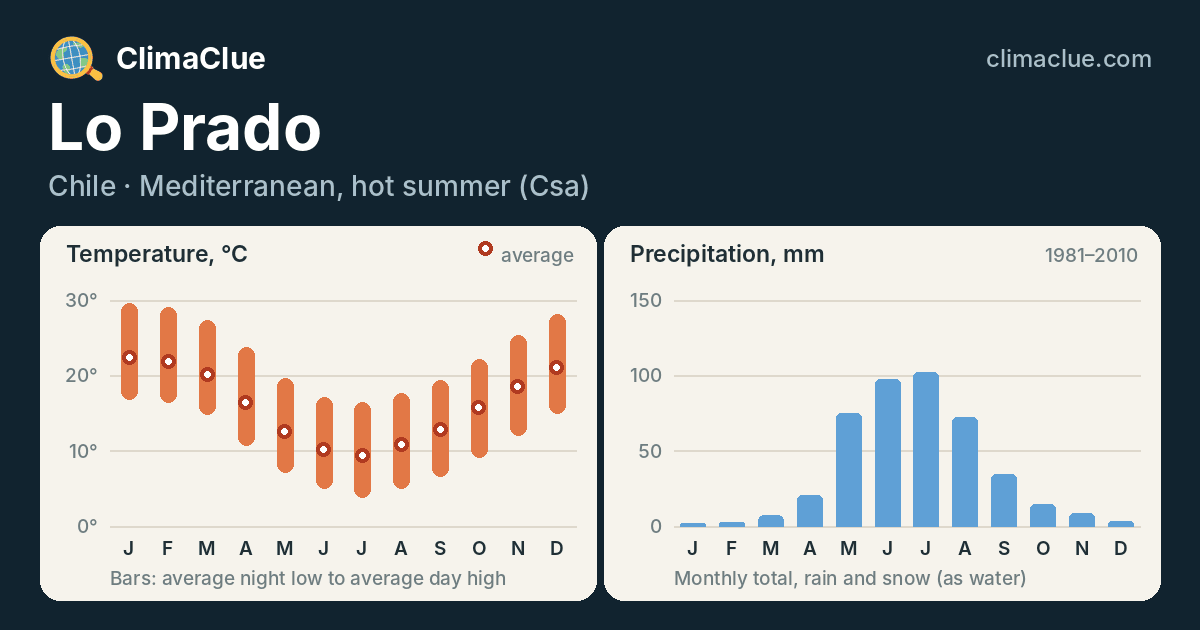 ClimaClue
climaclue.com
Lo Prado
Chile · Mediterranean, hot summer (Csa)
Temperature, °C
average
30°
20°
10°
0°
J F M A M J J A S O N D
Bars: average night low to average day high
Precipitation, mm
1981–2010
150
100
50
0
J F M A M J J A S O N D
Monthly total, rain and snow (as water)